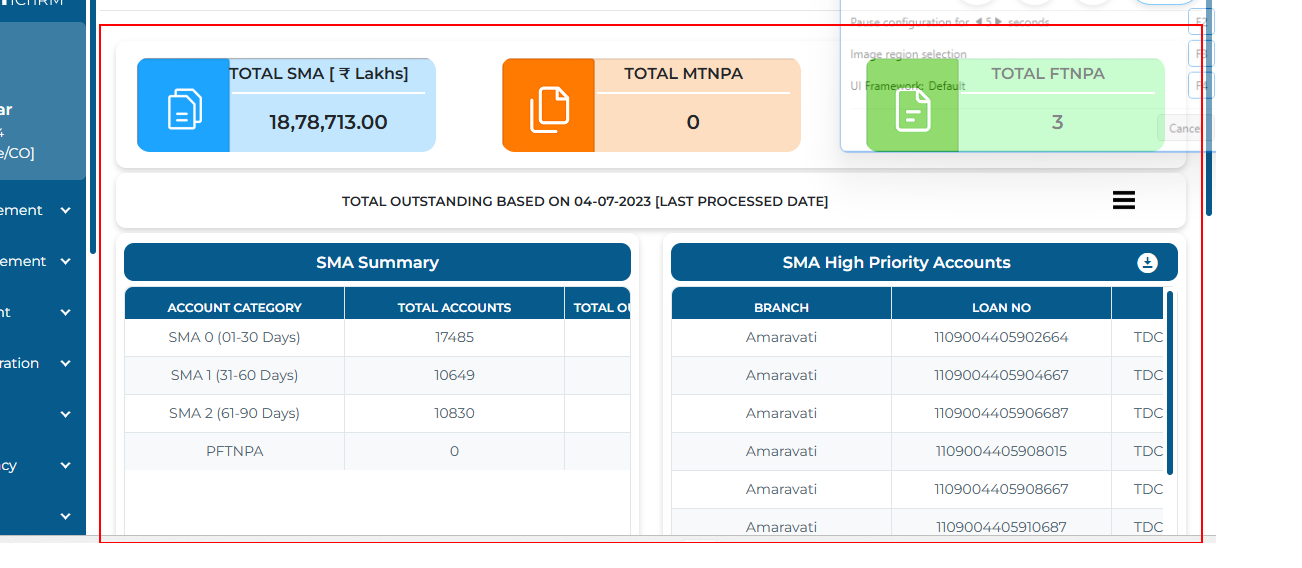 Pause configuration for 5 seconds
F2
Image region selection
F3
UI Framework: Default
F4
Cance
TOTAL SMA [ ₹ Lakhs]
18,78,713.00
TOTAL MTNPA
0
TOTAL FTNPA
3
ar
4
e/CO]
ement
ement
nt
ration
cy
TOTAL OUTSTANDING BASED ON 04-07-2023 [LAST PROCESSED DATE]
SMA Summary
ACCOUNT CATEGORY TOTAL ACCOUNTS TOTAL O
SMA 0 (01-30 Days) 17485
SMA 1 (31-60 Days) 10649
SMA 2 (61-90 Days) 10830
PFTNPA 0
SMA High Priority Accounts
BRANCH LOAN NO
Amaravati 1109004405902664 TDC
Amaravati 1109004405904667 TDC
Amaravati 1109004405906687 TDC
Amaravati 1109004405908015 TDC
Amaravati 1109004405908667 TDC
Amaravati 1109004405910687 TDC